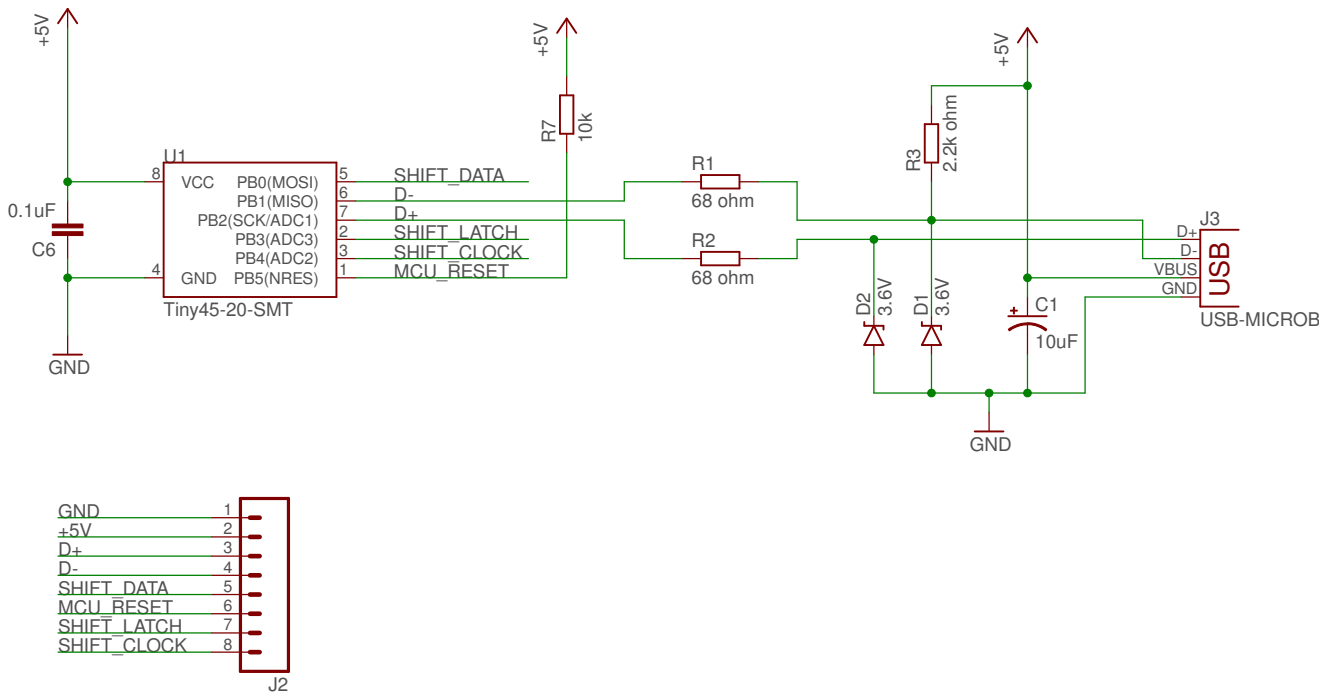 +5V
+5V
+5V
R7
10k
R3
2.2k ohm
U1
8 VCC PB0(MOSI) 5 SHIFT_DATA
PB1(MISO) 6 D-
PB2(SCK/ADC1) 7 D+
PB3(ADC3) 2 SHIFT_LATCH
PB4(ADC2) 3 SHIFT_CLOCK
4 GND PB5(NRES) 1 MCU_RESET
Tiny45-20-SMT
0.1uF
C6
GND
R1
68 ohm
R2
68 ohm
D2
3.6V
D1
3.6V
C1
+
10uF
GND
J3
D+
D-
VBUS
GND
USB
USB-MICROB
GND 1
+5V 2
D+ 3
D- 4
SHIFT_DATA 5
MCU_RESET 6
SHIFT_LATCH 7
SHIFT_CLOCK 8
J2